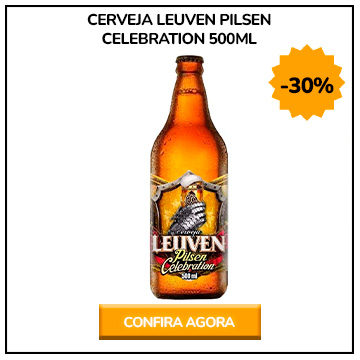 CERVEJA LEUVEN PILSEN
CELEBRATION 500ML
-30%
Cerveja
LEUVEN
Pilsen
Celebration
500 ml
CONFIRA AGORA